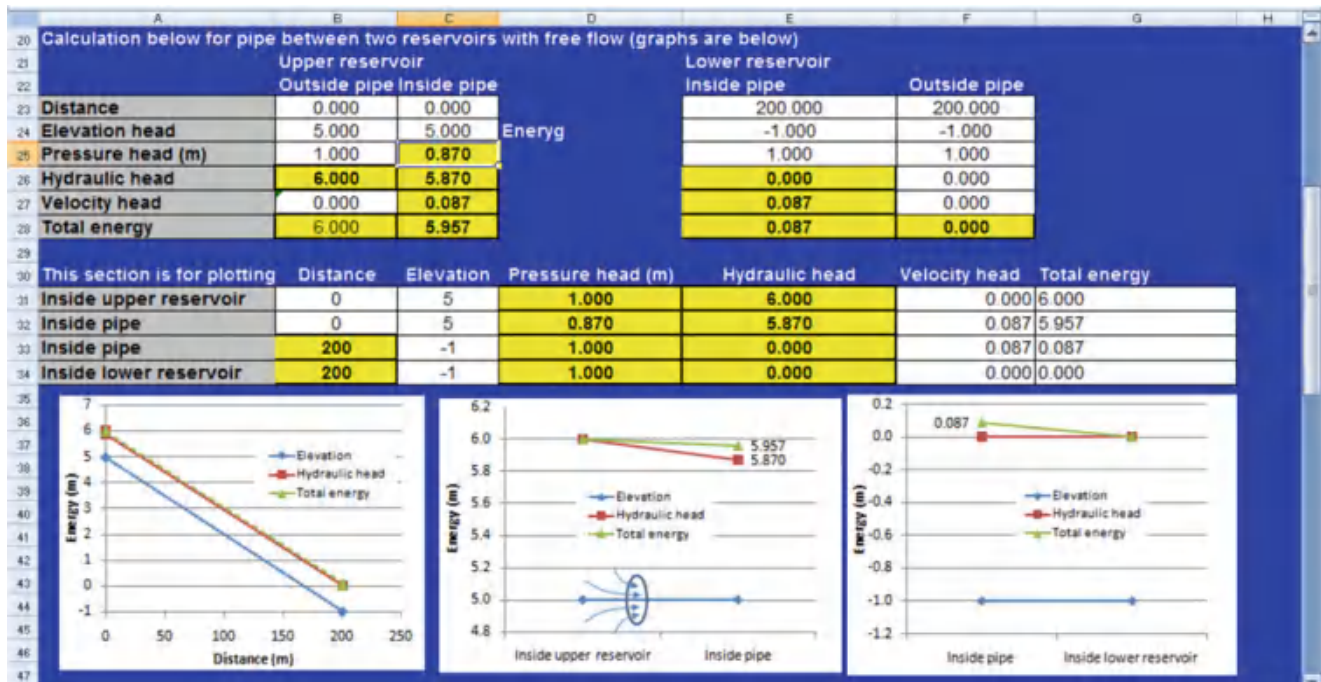 A B C D E F G H
20 Calculation below for pipe between two reservoirs with free flow (graphs are below)
21 Upper reservoir Lower reservoir
22 Outside pipe Inside pipe Inside pipe Outside pipe
23 Distance 0.000 0.000 200.000 200.000
24 Elevation head 5.000 5.000 Eneryg -1.000 -1.000
25 Pressure head (m) 1.000 0.870 1.000 1.000
26 Hydraulic head 6.000 5.870 0.000 0.000
27 Velocity head 0.000 0.087 0.087 0.000
28 Total energy 6.000 5.957 0.087 0.000
29
30 This section is for plotting Distance Elevation Pressure head (m) Hydraulic head Velocity head Total energy
31 Inside upper reservoir 0 5 1.000 6.000 0.000 6.000
32 Inside pipe 0 5 0.870 5.870 0.087 5.957
33 Inside pipe 200 -1 1.000 0.000 0.087 0.087
34 Inside lower reservoir 200 -1 1.000 0.000 0.000 0.000
35
36
37
38
39
40
41
42
43
44
45
46
47
7
6
5
4
3
2
1
0
-1
Energy (m)
Elevation
Hydraulic head
Total energy
0 50 100 150 200 250
Distance (m)
6.2
6.0
5.8
5.6
5.4
5.2
5.0
4.8
Energy (m)
5.957
5.870
Elevation
Hydraulic head
Total energy
Inside upper reservoir Inside pipe
0.2
0.0
-0.2
-0.4
-0.6
-0.8
-1.0
-1.2
Energy (m)
0.087
Elevation
Hydraulic head
Total energy
Inside pipe Inside lower reservoir